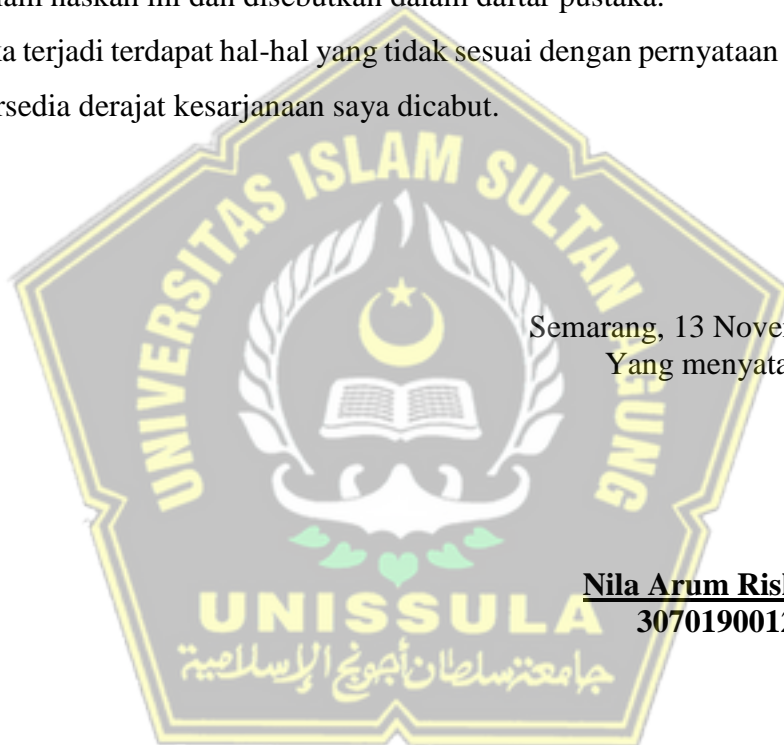 lam naskah ini dan disebutkan dalam daftar pustaka.
ka terjadi terdapat hal-hal yang tidak sesuai dengan pernyataan
rsedia derajat kesarjanaan saya dicabut.
UNIVERSITAS ISLAM SULTAN AGUNG
Semarang, 13 Nove
Yang menyata
Nila Arum Ris
3070190012
UNISSULA
جامعة سلطان أجونج الإسلامية